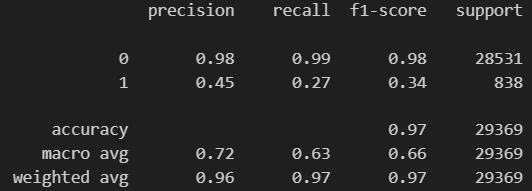 precision recall f1-score support
0 0.98 0.99 0.98 28531
1 0.45 0.27 0.34 838
accuracy 0.97 29369
macro avg 0.72 0.63 0.66 29369
weighted avg 0.96 0.97 0.97 29369